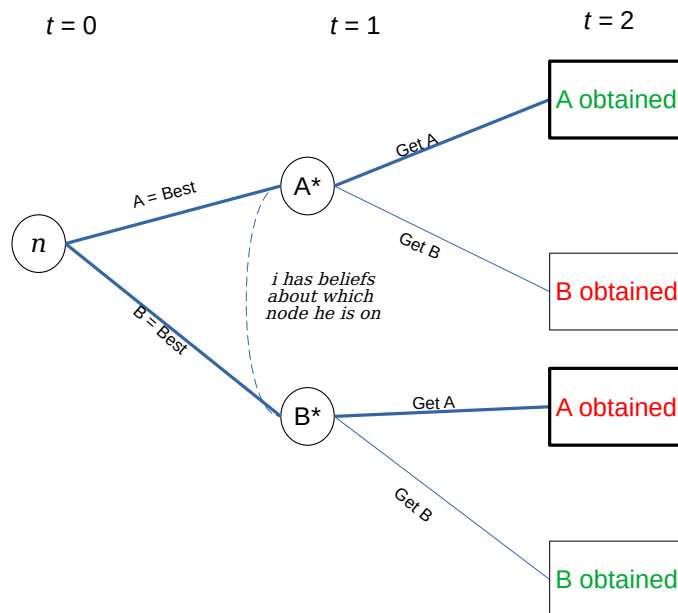 t = 0
t = 1
t = 2
A obtained
Get A
A = Best
A*
Get B
n
i has beliefs
about which
node he is on
B obtained
B = Best
Get A
A obtained
B*
Get B
B obtained